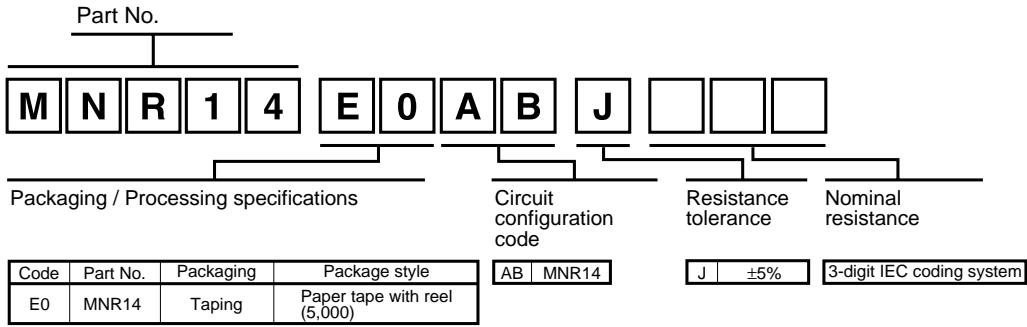 Part No.
M N R 1 4 E 0 A B J
Packaging / Processing specifications
Circuit
configuration
code
Resistance
tolerance
Nominal
resistance
Code Part No. Packaging Package style
E0 MNR14 Taping Paper tape with reel
(5,000)
AB MNR14
J ±5%
3-digit IEC coding system